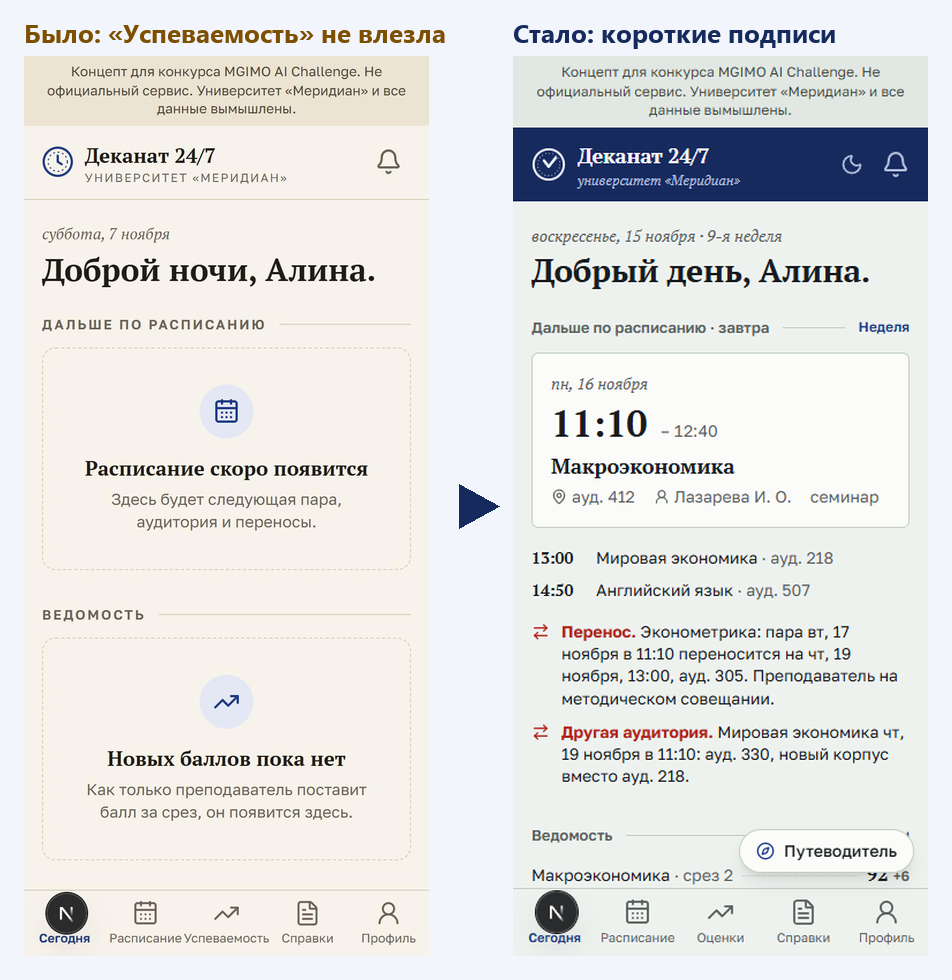 Было: «Успеваемость» не влезла
Концепт для конкурса MGIMO AI Challenge. Не
официальный сервис. Университет «Меридиан» и все
данные вымышлены.
Деканат 24/7
УНИВЕРСИТЕТ «МЕРИДИАН»
суббота, 7 ноября
Доброй ночи, Алина.
ДАЛЬШЕ ПО РАСПИСАНИЮ
Расписание скоро появится
Здесь будет следующая пара,
аудитория и переносы.
ВЕДОМОСТЬ
Новых баллов пока нет
Как только преподаватель поставит
балл за срез, он появится здесь.
N
Сегодня Расписание Успеваемость Справки Профиль
Стало: короткие подписи
Концепт для конкурса MGIMO AI Challenge. Не
официальный сервис. Университет «Меридиан» и все
данные вымышлены.
Деканат 24/7
университет «Меридиан»
воскресенье, 15 ноября · 9-я неделя
Добрый день, Алина.
Дальше по расписанию · завтра Неделя
пн, 16 ноября
11:10 – 12:40
Макроэкономика
ауд. 412 Лазарева И. О. семинар
13:00 Мировая экономика · ауд. 218
14:50 Английский язык · ауд. 507
Перенос. Эконометрика: пара вт, 17
ноября в 11:10 переносится на чт, 19
ноября, 13:00, ауд. 305. Преподаватель на
методическом совещании.
Другая аудитория. Мировая экономика чт,
19 ноября в 11:10: ауд. 330, новый корпус
вместо ауд. 218.
Ведомость
Путеводитель
Макроэкономика · срез 2 92 +6
N
Сегодня Расписание Оценки Справки Профиль